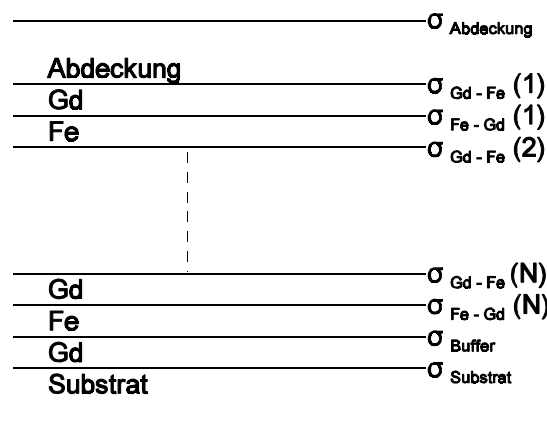 σ Abdeckung
Abdeckung
σ Gd - Fe (1)
Gd
σ Fe - Gd (1)
Fe
σ Gd - Fe (2)
σ Gd - Fe (N)
Gd
σ Fe - Gd (N)
Fe
σ Buffer
Gd
σ Substrat
Substrat